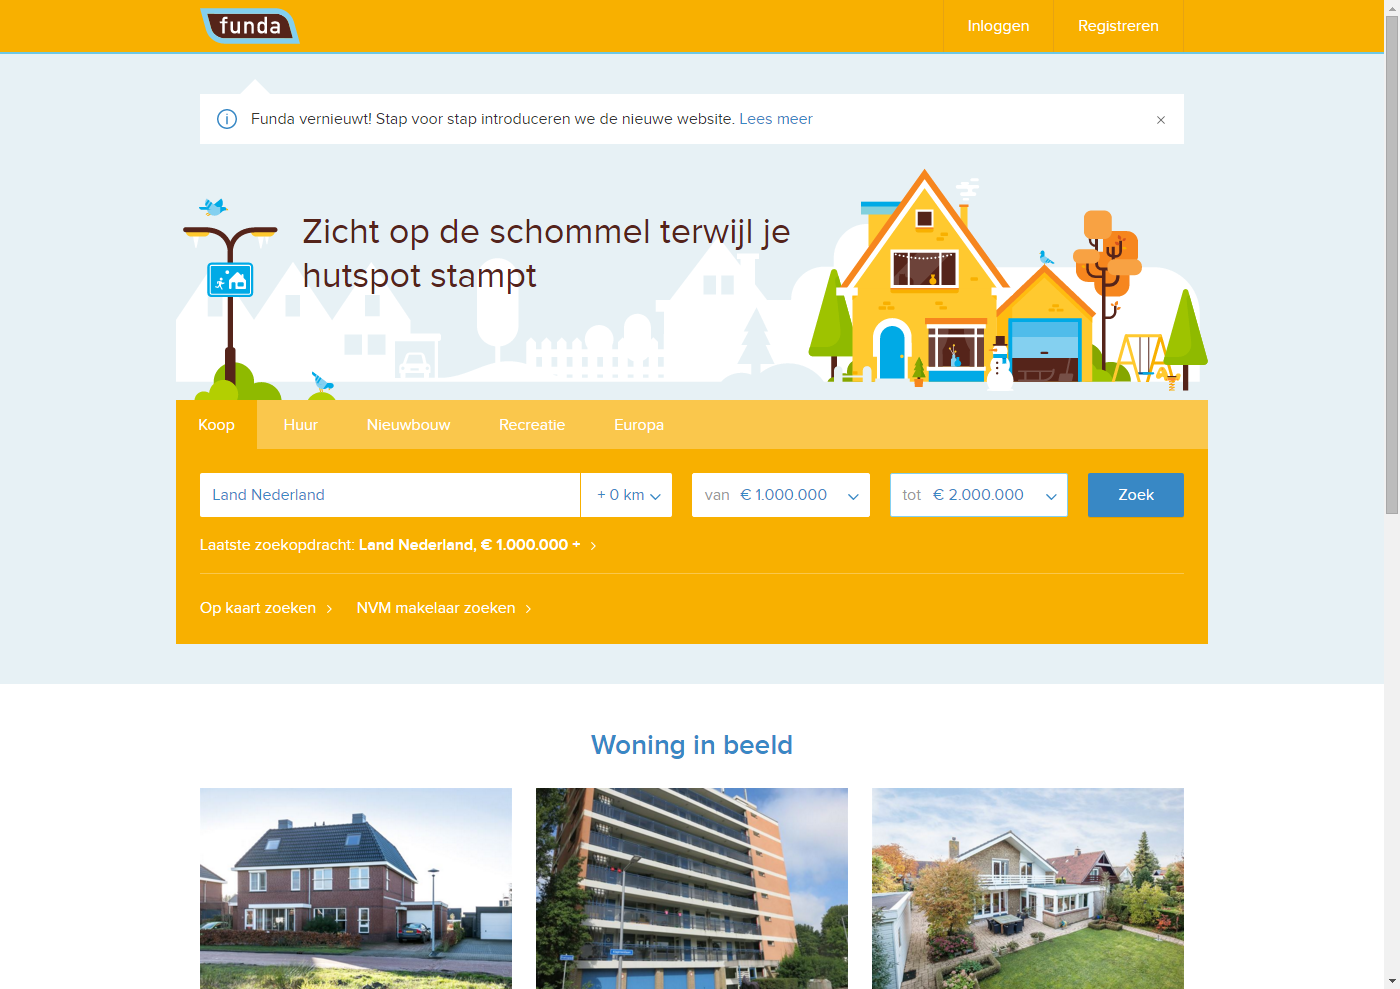 funda
Inloggen
Registreren
Funda vernieuwt! Stap voor stap introduceren we de nieuwe website. Lees meer
Zicht op de schommel terwijl je
hutspot stampt
Koop
Huur
Nieuwbouw
Recreatie
Europa
Land Nederland
+ 0 km
van € 1.000.000
tot € 2.000.000
Zoek
Laatste zoekopdracht: Land Nederland, € 1.000.000 +
Op kaart zoeken
NVM makelaar zoeken
Woning in beeld